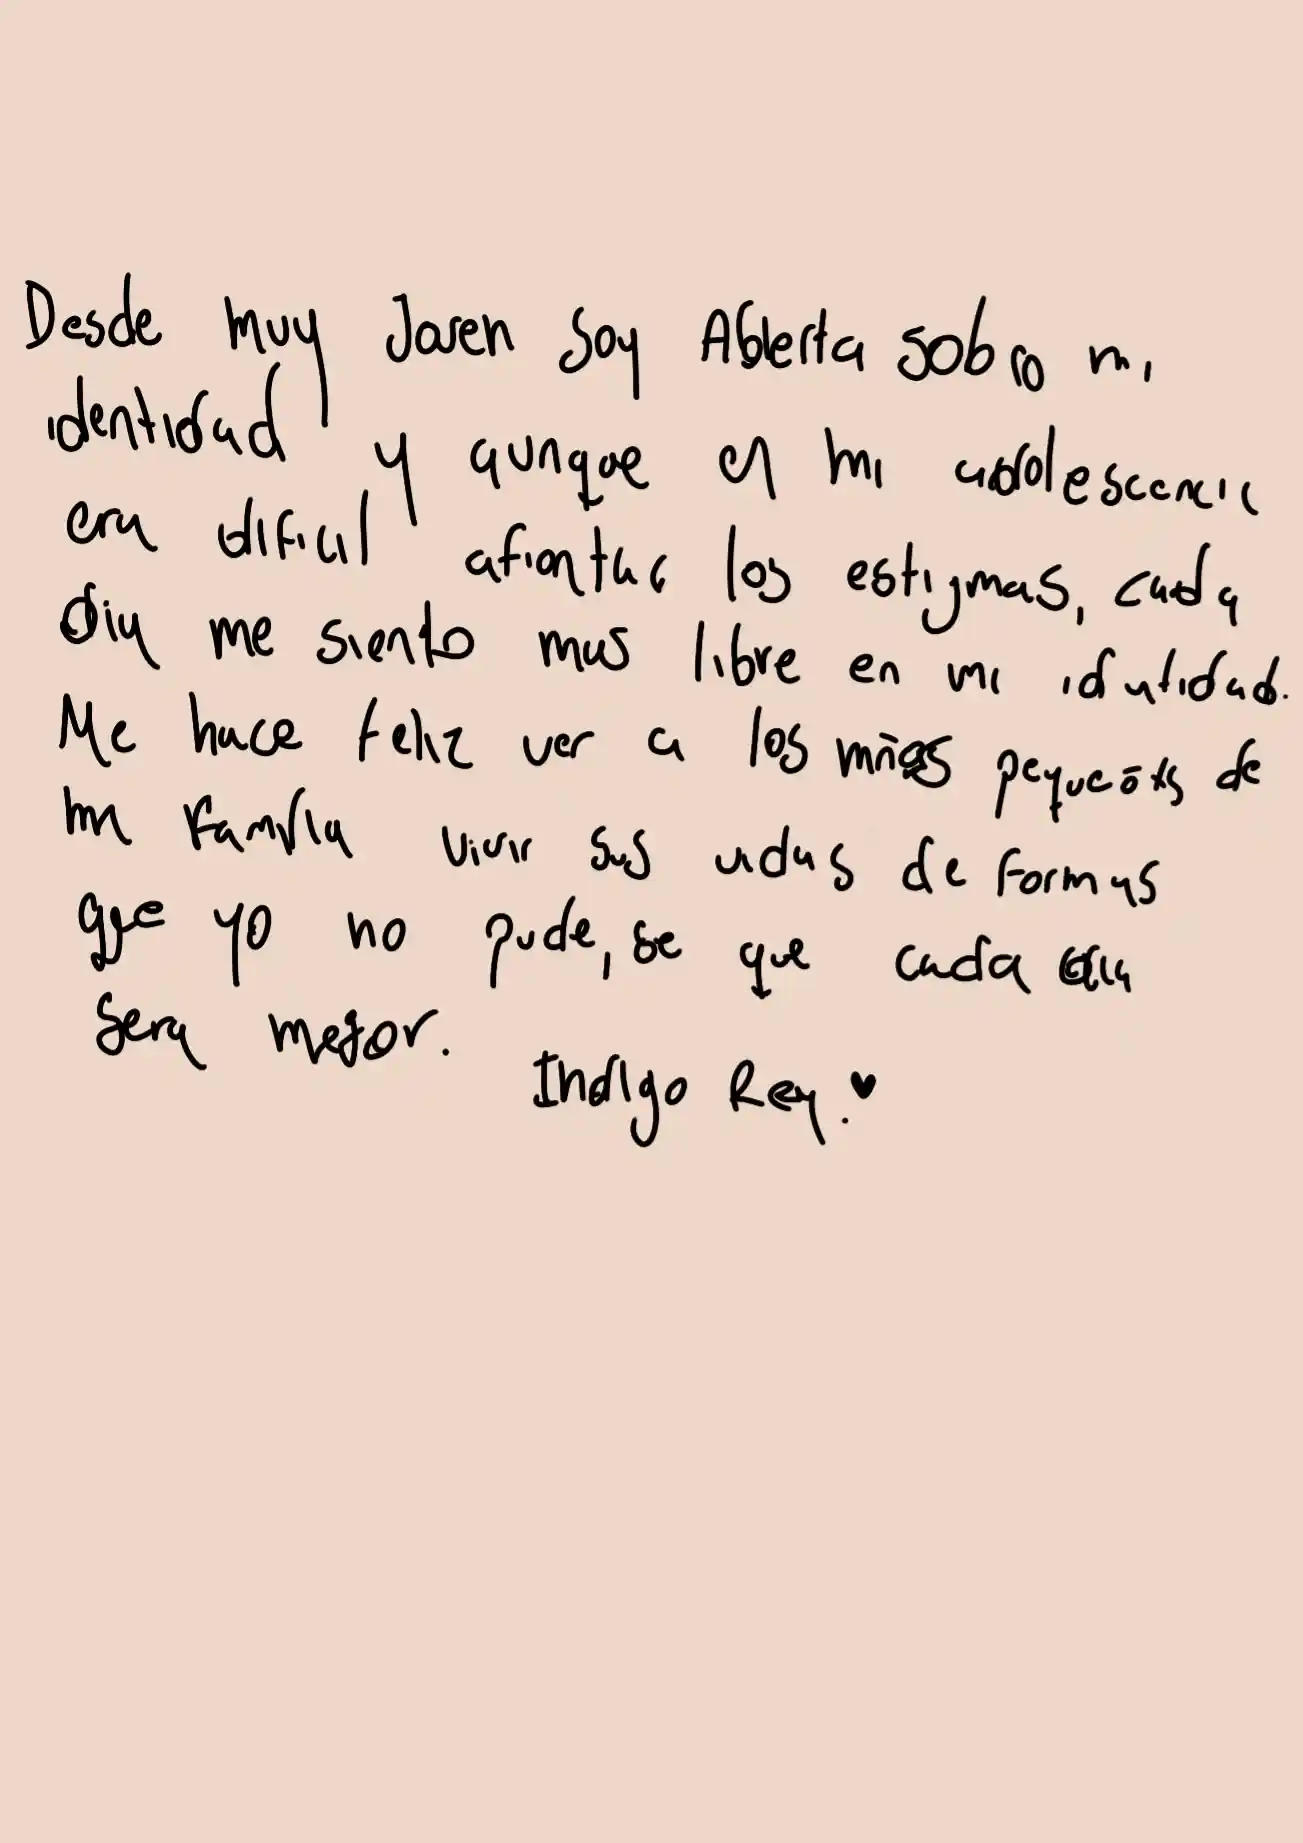 Desde muy Joven Soy Abierta sobre mi
identidad y aunque en mi adolescencia
era dificil afrontar los estigmas, cada
dia me siento mas libre en mi identidad.
Me hace feliz ver a los mas pequeños de
mi familia vivir sus vidas de formas
que yo no pude, se que cada dia
sera mejor.
Indigo Rey. ♥